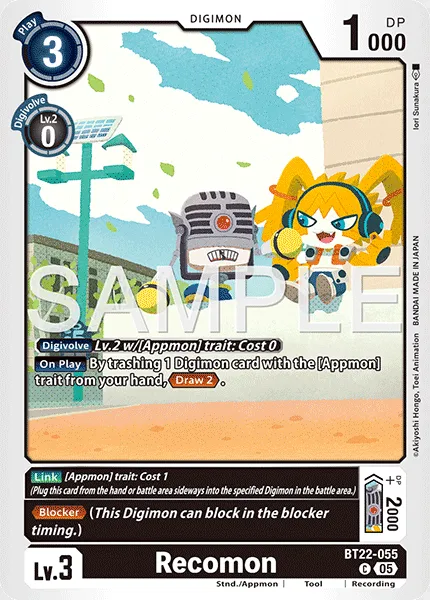 Play
3
DIGIMON
1000
DP
Digivolve
Lv.2
0
Iori Sunakura
SAMPLE
©Akiyoshi Hongo, Toei Animation BANDAI MADE IN JAPAN
Digivolve Lv.2 w/[Appmon] trait: Cost 0
On Play By trashing 1 Digimon card with the [Appmon]
trait from your hand, Draw 2.
Link [Appmon] trait: Cost 1
(Plug this card from the hand or battle area sideways into the specified Digimon in the battle area.)
Blocker (This Digimon can block in the blocker
timing.)
DP
+2000
BT22-055
Lv.3
Recomon
C 05
Stnd./Appmon Tool Recording